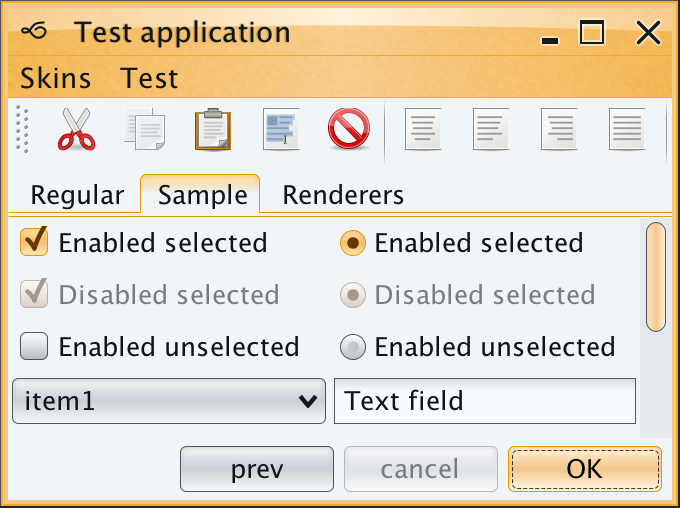 Test application
Skins Test
Regular Sample Renderers
Enabled selected Enabled selected
Disabled selected Disabled selected
Enabled unselected Enabled unselected
item1 Text field
prev cancel OK